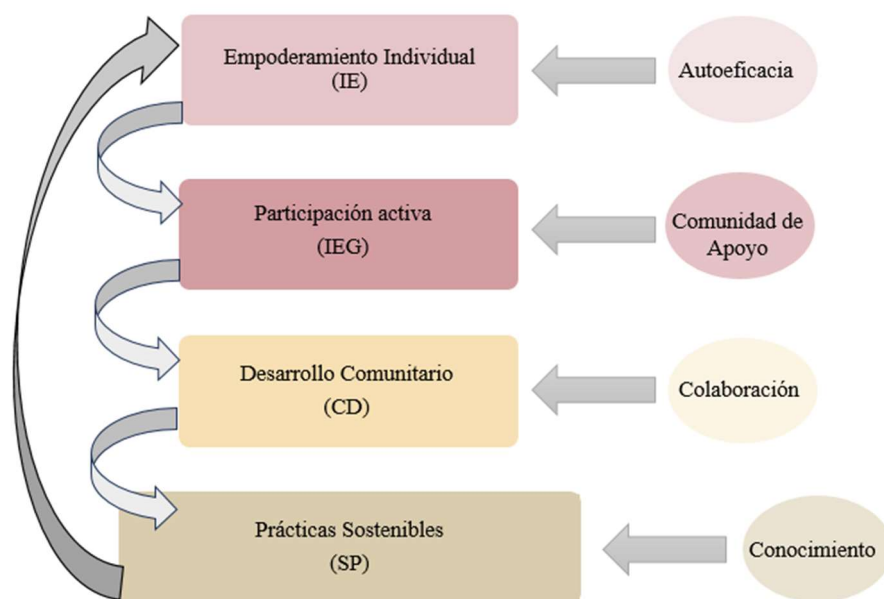 Empoderamiento Individual
(IE)
Autoeficacia
Participación activa
(IEG)
Comunidad de
Apoyo
Desarrollo Comunitario
(CD)
Colaboración
Prácticas Sostenibles
(SP)
Conocimiento